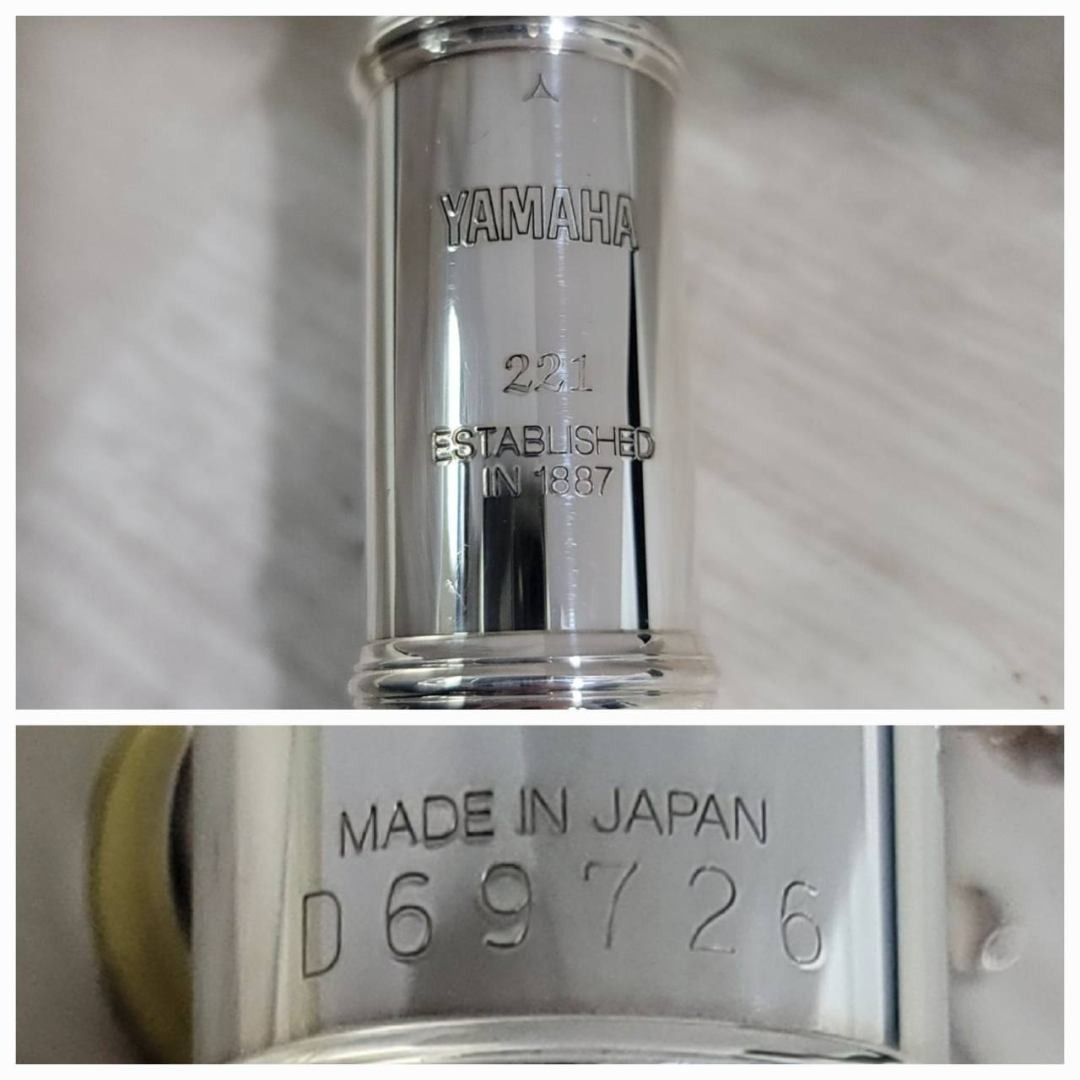 YAMAHA
221
ESTABLISHED
IN 1887
MADE IN JAPAN
D69726